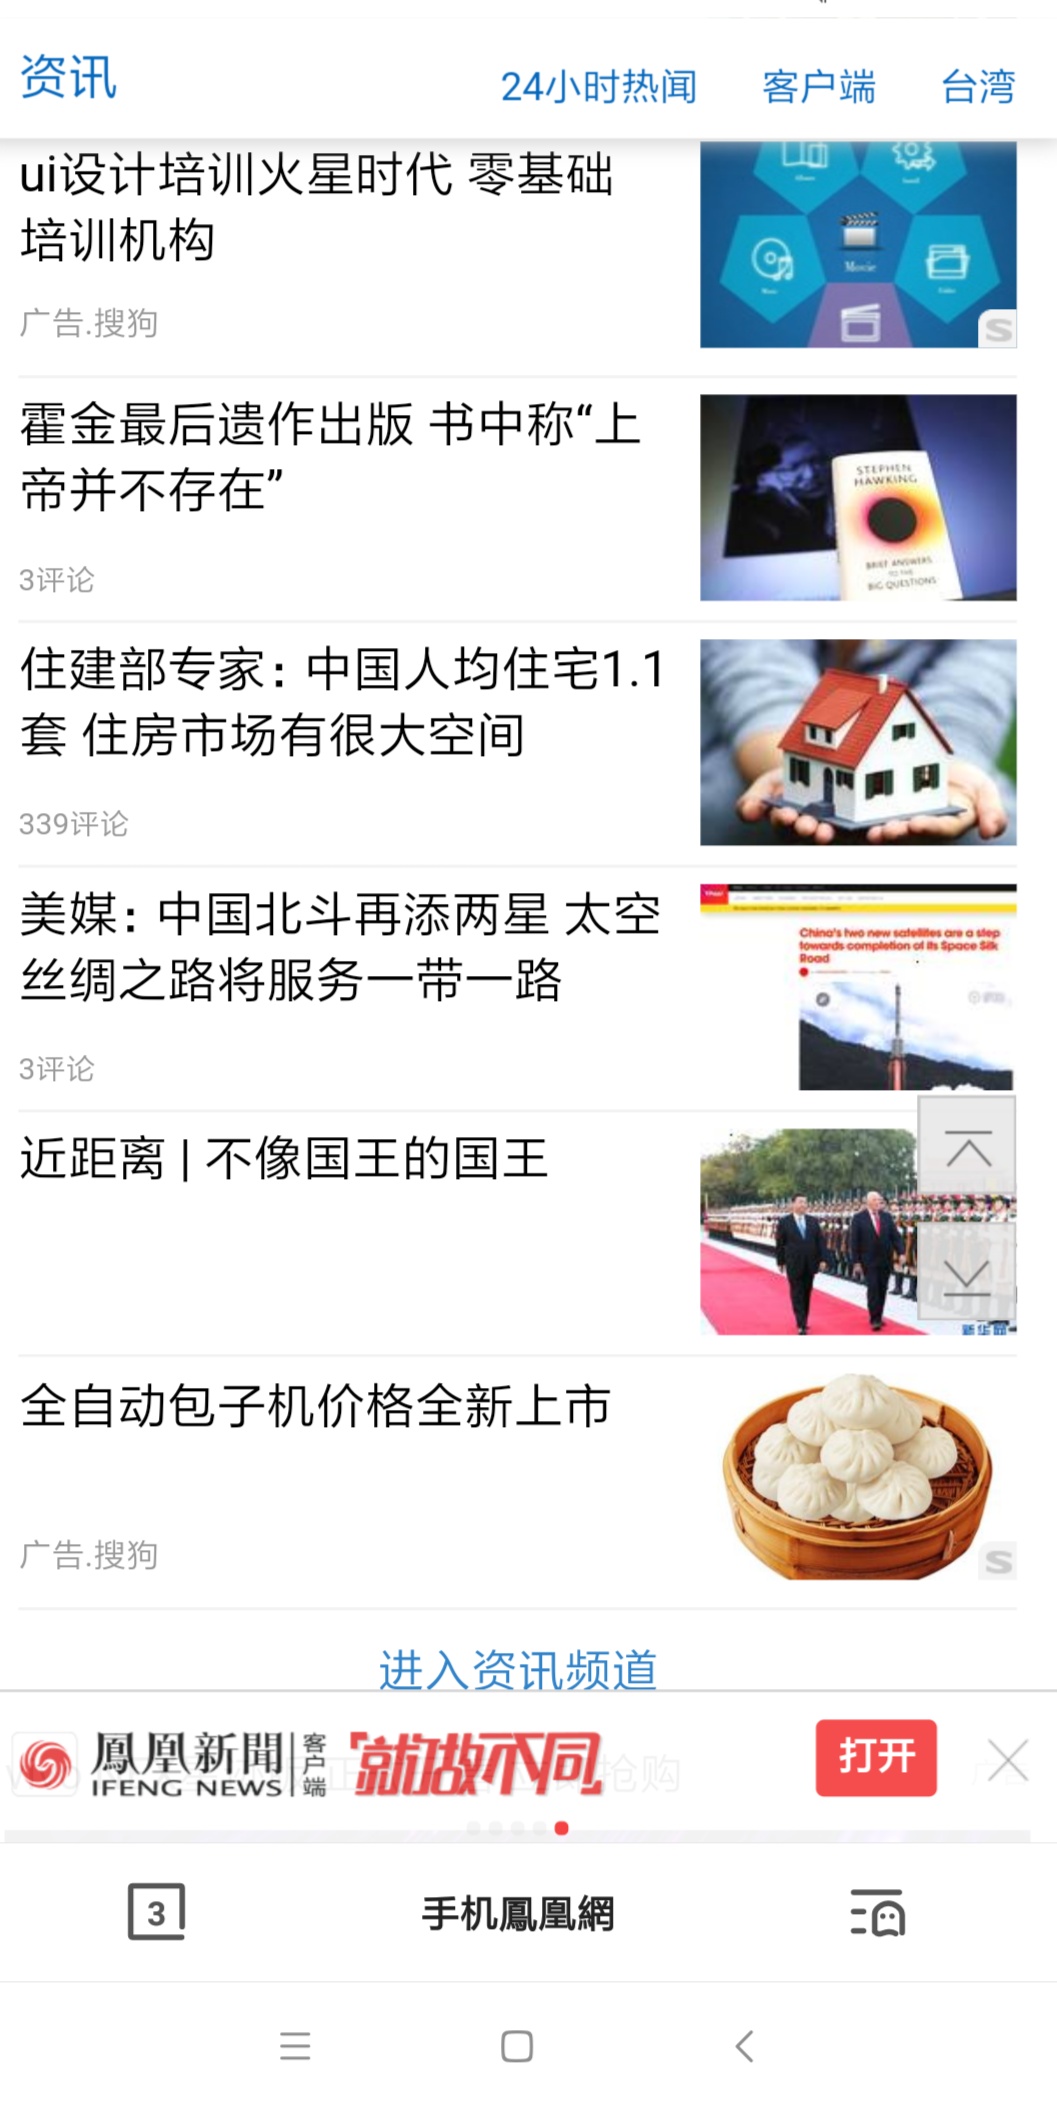 资讯
24小时热闻
客户端
台湾
ui设计培训火星时代 零基础
培训机构
广告.搜狗
Movie
S
霍金最后遗作出版 书中称“上
帝并不存在”
3评论
STEPHEN
HAWKING
BRIEF ANSWERS
TO THE
BIG QUESTIONS
住建部专家：中国人均住宅1.1
套 住房市场有很大空间
339评论
美媒：中国北斗再添两星 太空
丝绸之路将服务一带一路
3评论
China's two new satellites are a step
towards completion of its Space Silk
Road
近距离 | 不像国王的国王
新华网
全自动包子机价格全新上市
广告.搜狗
S
进入资讯频道
鳳凰新聞
IFENG NEWS
客户端
「就做不同
抢购
打开
3
手机鳳凰網